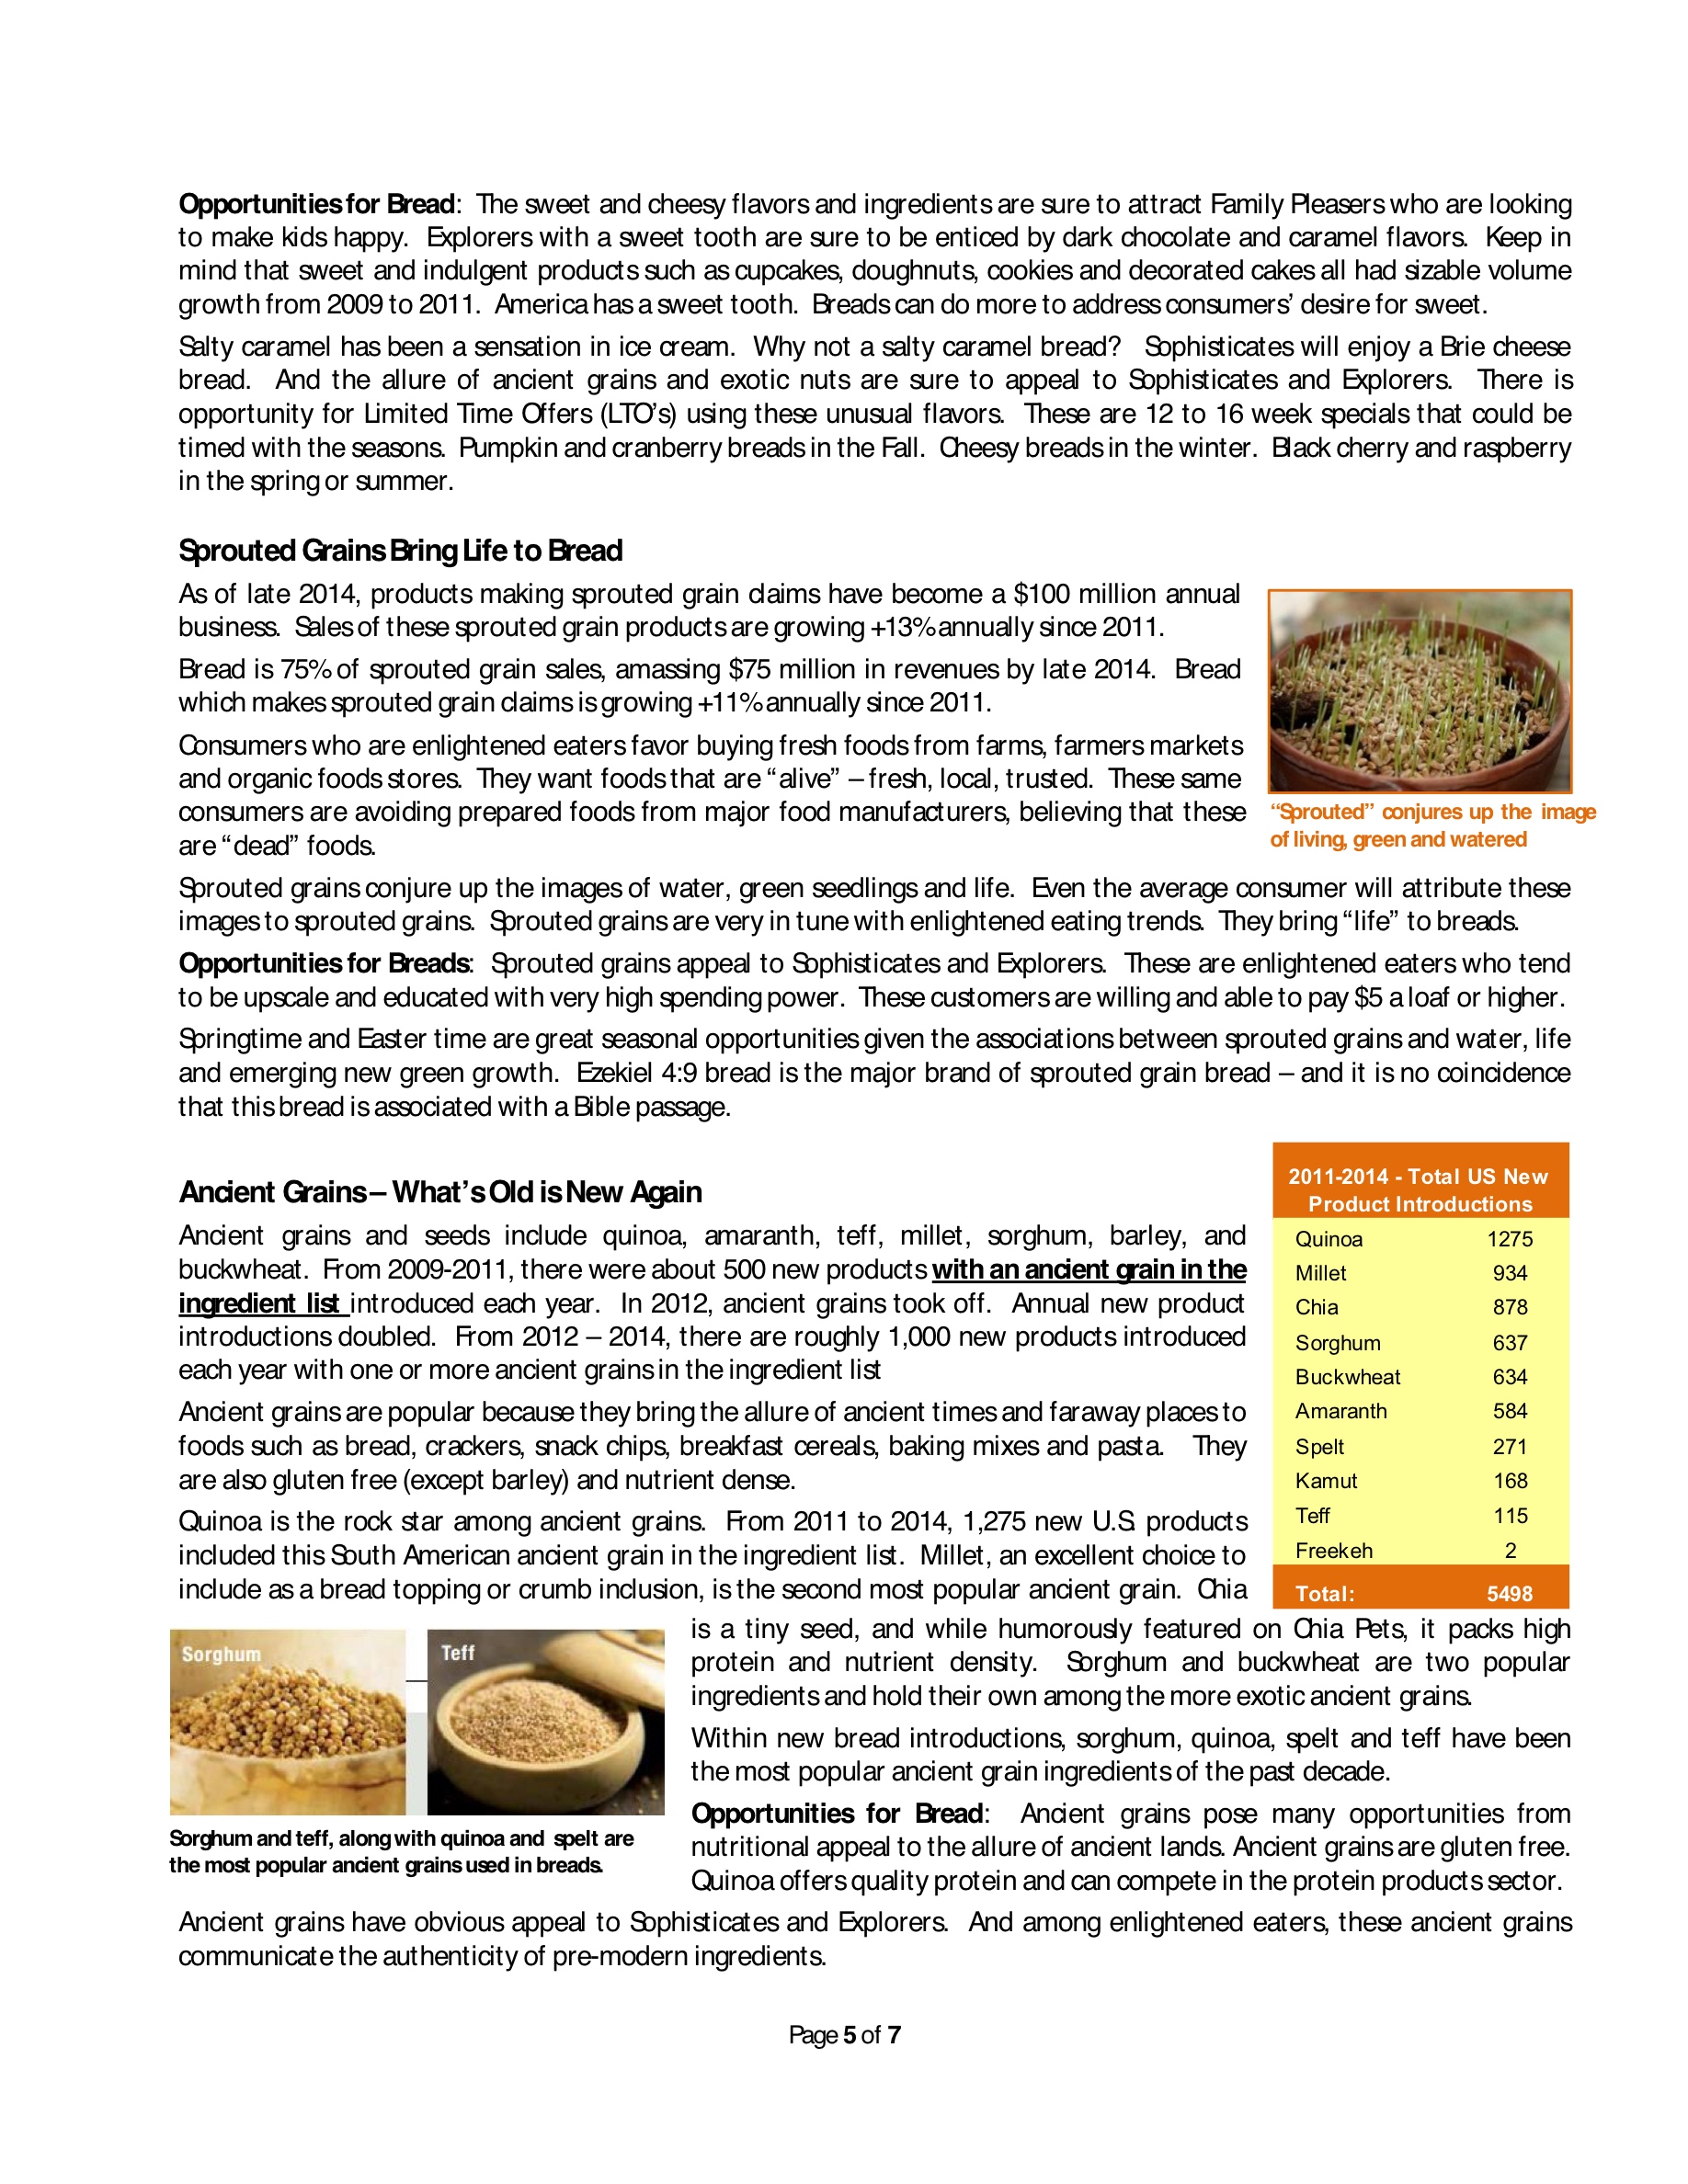 Opportunities for Bread: The sweet and cheesy flavors and ingredients are sure to attract Family Pleasers who are looking
to make kids happy. Explorers with a sweet tooth are sure to be enticed by dark chocolate and caramel flavors. Keep in
mind that sweet and indulgent products such as cupcakes, doughnuts, cookies and decorated cakes all had sizable volume
growth from 2009 to 2011. America has a sweet tooth. Breads can do more to address consumers’ desire for sweet.
Salty caramel has been a sensation in ice cream. Why not a salty caramel bread? Sophisticates will enjoy a Brie cheese
bread. And the allure of ancient grains and exotic nuts are sure to appeal to Sophisticates and Explorers. There is
opportunity for Limited Time Offers (LTO’s) using these unusual flavors. These are 12 to 16 week specials that could be
timed with the seasons. Pumpkin and cranberry breads in the Fall. Cheesy breads in the winter. Black cherry and raspberry
in the spring or summer.
Sprouted Grains Bring Life to Bread
As of late 2014, products making sprouted grain claims have become a $100 million annual
business. Sales of these sprouted grain products are growing +13% annually since 2011.
Bread is 75% of sprouted grain sales, amassing $75 million in revenues by late 2014. Bread
which makes sprouted grain claims is growing +11% annually since 2011.
Consumers who are enlightened eaters favor buying fresh foods from farms, farmers markets
and organic foods stores. They want foods that are “alive” – fresh, local, trusted. These same
consumers are avoiding prepared foods from major food manufacturers, believing that these
are “dead” foods.
“Sprouted” conjures up the image
of living, green and watered
Sprouted grains conjure up the images of water, green seedlings and life. Even the average consumer will attribute these
images to sprouted grains. Sprouted grains are very in tune with enlightened eating trends. They bring “life” to breads.
Opportunities for Breads: Sprouted grains appeal to Sophisticates and Explorers. These are enlightened eaters who tend
to be upscale and educated with very high spending power. These customers are willing and able to pay $5 a loaf or higher.
Springtime and Easter time are great seasonal opportunities given the associations between sprouted grains and water, life
and emerging new green growth. Ezekiel 4:9 bread is the major brand of sprouted grain bread – and it is no coincidence
that this bread is associated with a Bible passage.
Ancient Grains – What’s Old is New Again
Ancient grains and seeds include quinoa, amaranth, teff, millet, sorghum, barley, and
buckwheat. From 2009-2011, there were about 500 new products with an ancient grain in the
ingredient list introduced each year. In 2012, ancient grains took off. Annual new product
introductions doubled. From 2012 – 2014, there are roughly 1,000 new products introduced
each year with one or more ancient grains in the ingredient list
Ancient grains are popular because they bring the allure of ancient times and faraway places to
foods such as bread, crackers, snack chips, breakfast cereals, baking mixes and pasta. They
are also gluten free (except barley) and nutrient dense.
Quinoa is the rock star among ancient grains. From 2011 to 2014, 1,275 new U.S. products
included this South American ancient grain in the ingredient list. Millet, an excellent choice to
include as a bread topping or crumb inclusion, is the second most popular ancient grain. Chia
is a tiny seed, and while humorously featured on Chia Pets, it packs high
protein and nutrient density. Sorghum and buckwheat are two popular
ingredients and hold their own among the more exotic ancient grains.
2011-2014 - Total US New
Product Introductions
Quinoa 1275
Millet 934
Chia 878
Sorghum 637
Buckwheat 634
Amaranth 584
Spelt 271
Kamut 168
Teff 115
Freekeh 2
Total: 5498
Sorghum
Teff
Sorghum and teff, along with quinoa and spelt are
the most popular ancient grains used in breads.
Within new bread introductions, sorghum, quinoa, spelt and teff have been
the most popular ancient grain ingredients of the past decade.
Opportunities for Bread: Ancient grains pose many opportunities from
nutritional appeal to the allure of ancient lands. Ancient grains are gluten free.
Quinoa offers quality protein and can compete in the protein products sector.
Ancient grains have obvious appeal to Sophisticates and Explorers. And among enlightened eaters, these ancient grains
communicate the authenticity of pre-modern ingredients.
Page 5 of 7